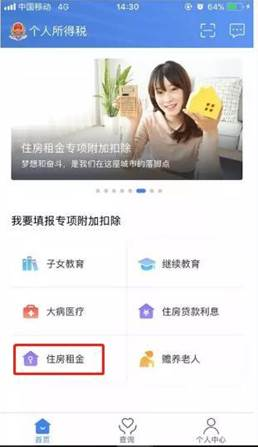 中国移动 4G 14:30 64%
个人所得税
住房租金专项附加扣除
梦想和奋斗,是我们在这座城市的落脚点
我要填报专项附加扣除
子女教育 继续教育
大病医疗 住房贷款利息
住房租金 赡养老人
首页 查询 个人中心